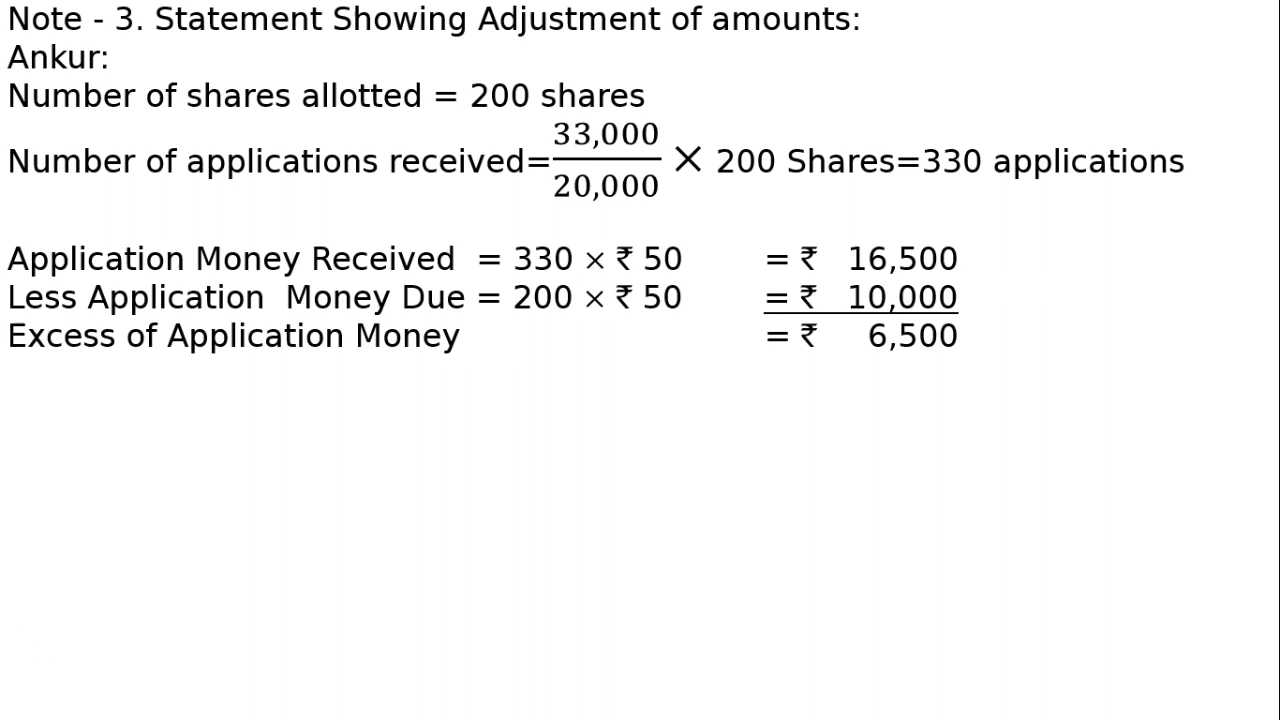 Note - 3. Statement Showing Adjustment of amounts:
Ankur:
Number of shares allotted = 200 shares
Number of applications received= 33,000/20,000 × 200 Shares=330 applications
Application Money Received = 330 × ₹ 50 = ₹ 16,500
Less Application Money Due = 200 × ₹ 50 = ₹ 10,000
Excess of Application Money = ₹ 6,500